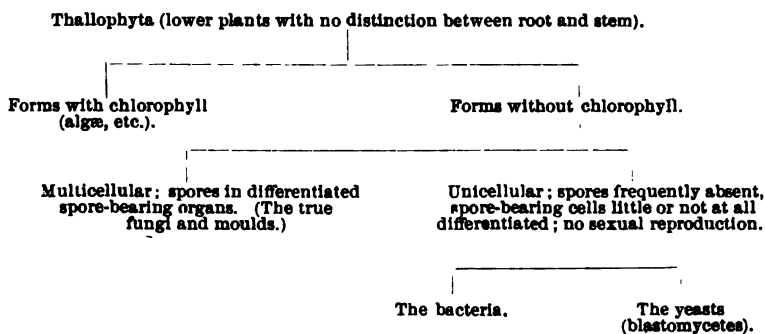 Thallophyta (lower plants with no distinction between root and stem).
Forms with chlorophyll
(algæ, etc.).
Forms without chlorophyll.
Multicellular; spores in differentiated
spore-bearing organs. (The true
fungi and moulds.)
Unicellular; spores frequently absent,
spore-bearing cells little or not at all
differentiated; no sexual reproduction.
The bacteria.
The yeasts
(blastomycetes).